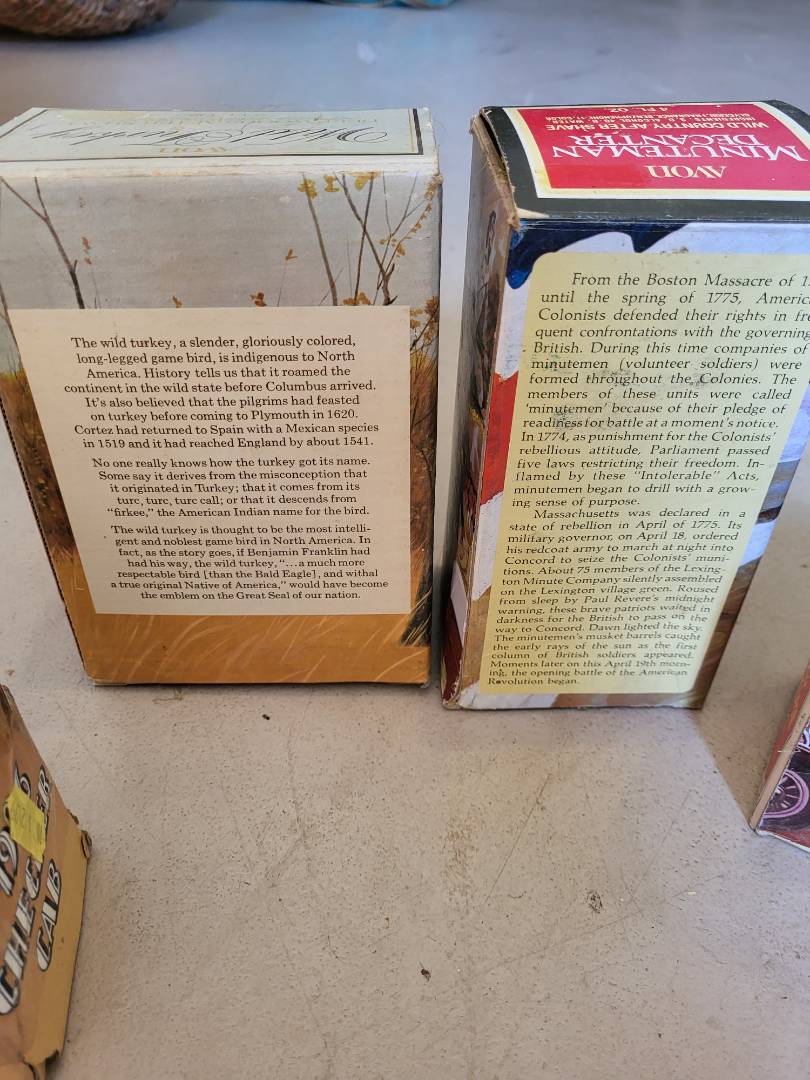 AVON
Wild Turkey
The wild turkey, a slender, gloriously colored,
long-legged game bird, is indigenous to North
America. History tells us that it roamed the
continent in the wild state before Columbus arrived.
It's also believed that the pilgrims had feasted
on turkey before coming to Plymouth in 1620.
Cortez had returned to Spain with a Mexican species
in 1519 and it had reached England by about 1541.
No one really knows how the turkey got its name.
Some say it derives from the misconception that
it originated in Turkey; that it comes from its
turc, turc, turc call; or that it descends from
"firkee," the American Indian name for the bird.
The wild turkey is thought to be the most intelli-
gent and noblest game bird in North America. In
fact, as the story goes, if Benjamin Franklin had
had his way, the wild turkey, "...a much more
respectable bird [than the Bald Eagle], and withal
a true original Native of America," would have become
the emblem on the Great Seal of our nation.
AVON
MINUTEMAN
DECANTER
WILD COUNTRY AFTER SHAVE
4 FL. OZ.
From the Boston Massacre of 1
until the spring of 1775, Americ
Colonists defended their rights in fre
quent confrontations with the governing
British. During this time companies of
minutemen (volunteer soldiers) were
formed throughout the Colonies. The
members of these units were called
'minutemen' because of their pledge of
readiness for battle at a moment's notice.
In 1774, as punishment for the Colonists'
rebellious attitude, Parliament passed
five laws restricting their freedom. In-
flamed by these "Intolerable" Acts,
minutemen began to drill with a grow-
ing sense of purpose.
Massachusetts was declared in a
state of rebellion in April of 1775. Its
military governor, on April 18, ordered
his redcoat army to march at night into
Concord to seize the Colonists' muni-
tions. About 75 members of the Lexing-
ton Minute Company silently assembled
on the Lexington village green. Roused
from sleep by Paul Revere's midnight
warning, these brave patriots waited in
darkness for the British to pass on the
way to Concord. Dawn lighted the sky.
The minutemen's musket barrels caught
the early rays of the sun as the first
column of British soldiers appeared.
Moments later on this April 19th morn-
ing, the opening battle of the American
Revolution began.
CHECKER
CAB